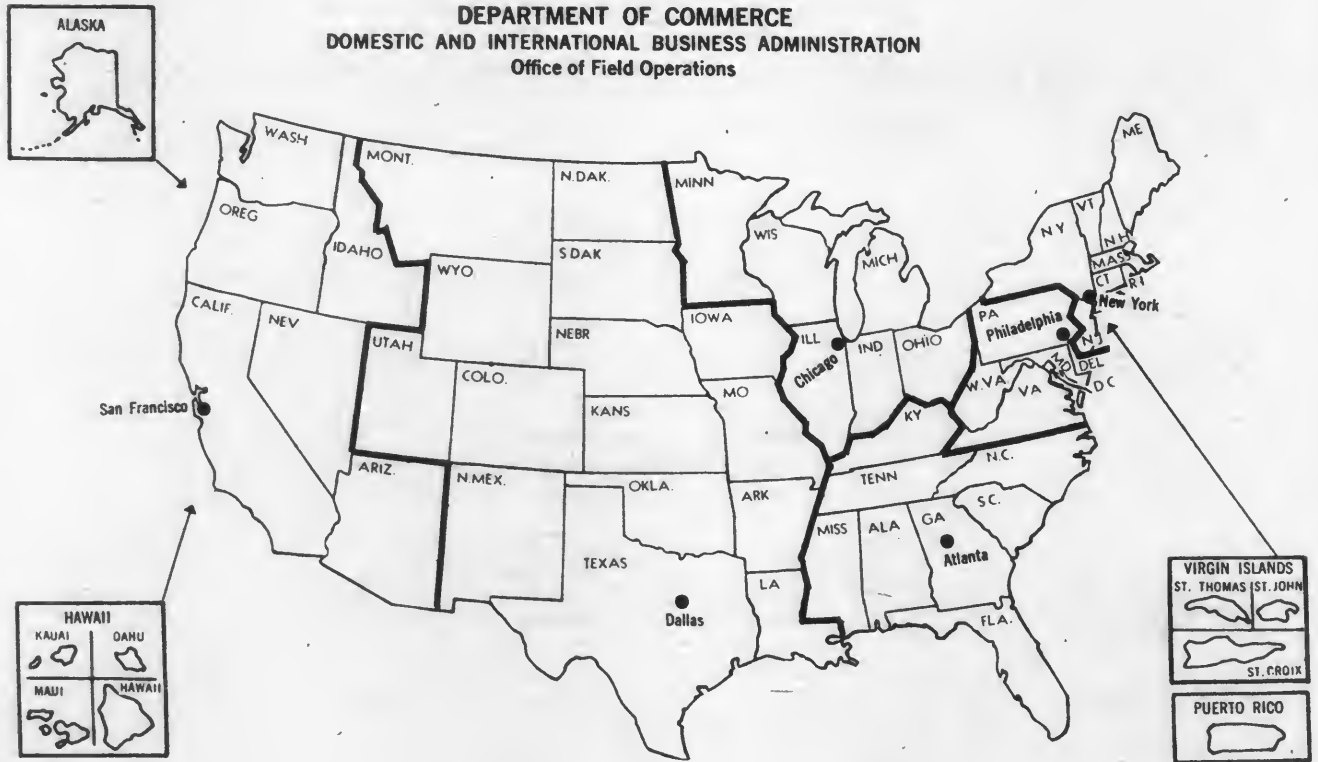 DEPARTMENT OF COMMERCE
DOMESTIC AND INTERNATIONAL BUSINESS ADMINISTRATION
Office of Field Operations
ALASKA
WASH
MONT.
N.DAK.
MINN
ME
OREG
IDAHO
WYO.
S DAK
WIS
MICH
NY
VT
NH
MASS
CT
RI
New York
CALIF.
NEV
UTAH
COLO.
NEBR
IOWA
ILL
Chicago
IND
OHIO
PA
Philadelphia
NJ
DEL
MD
DC
W.VA
VA
San Francisco
KANS
MO
KY
ARIZ.
N.MEX.
OKLA.
ARK
TENN
N.C.
S.C.
TEXAS
Dallas
LA
MISS
ALA
GA
Atlanta
FLA.
HAWAII
KAUAI
OAHU
MAUI
HAWAII
VIRGIN ISLANDS
ST. THOMAS
ST. JOHN
ST. CROIX
PUERTO RICO